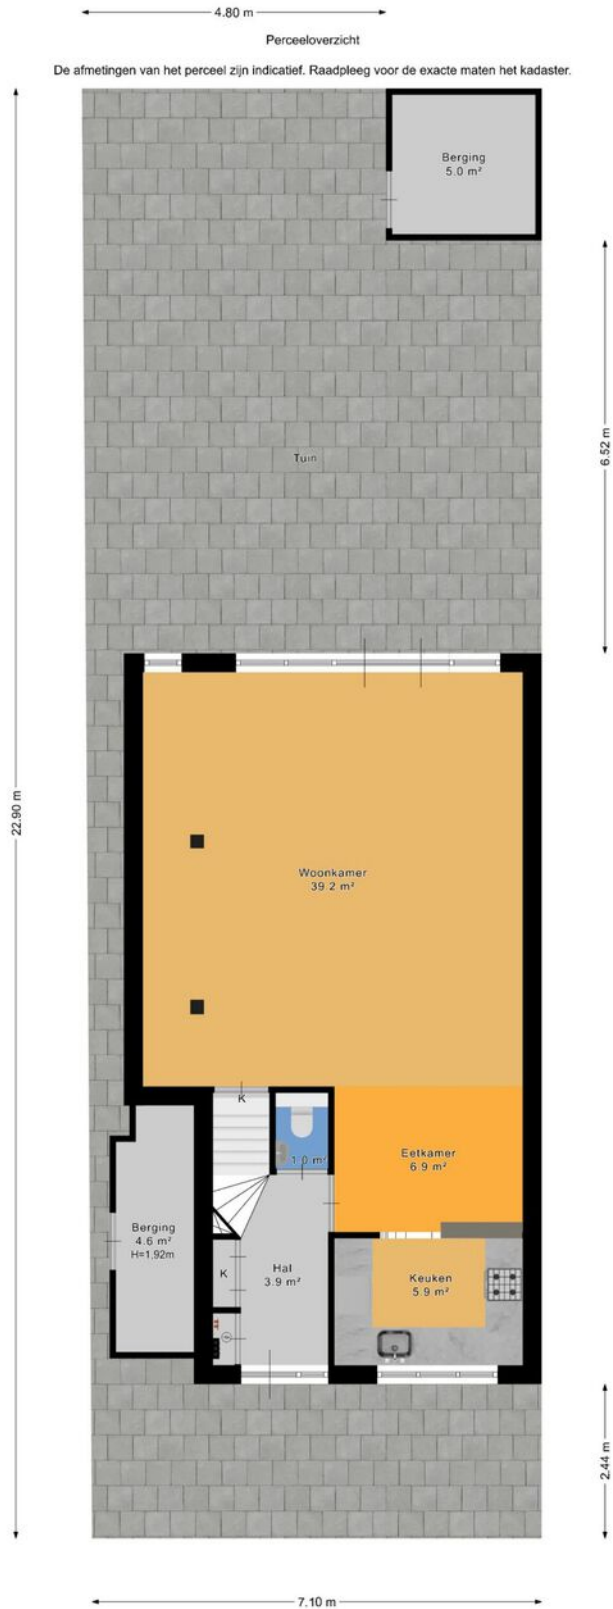 4.80 m
Perceeloverzicht
De afmetingen van het perceel zijn indicatief. Raadpleeg voor de exacte maten het kadaster.
Berging
5.0 m²
6.52 m
Tuin
22.90 m
Woonkamer
39.2 m²
K
1.0 m²
Eetkamer
6.9 m²
Berging
4.6 m²
H=1,92m
K
Hal
3.9 m²
Keuken
5.9 m²
2.44 m
7.10 m